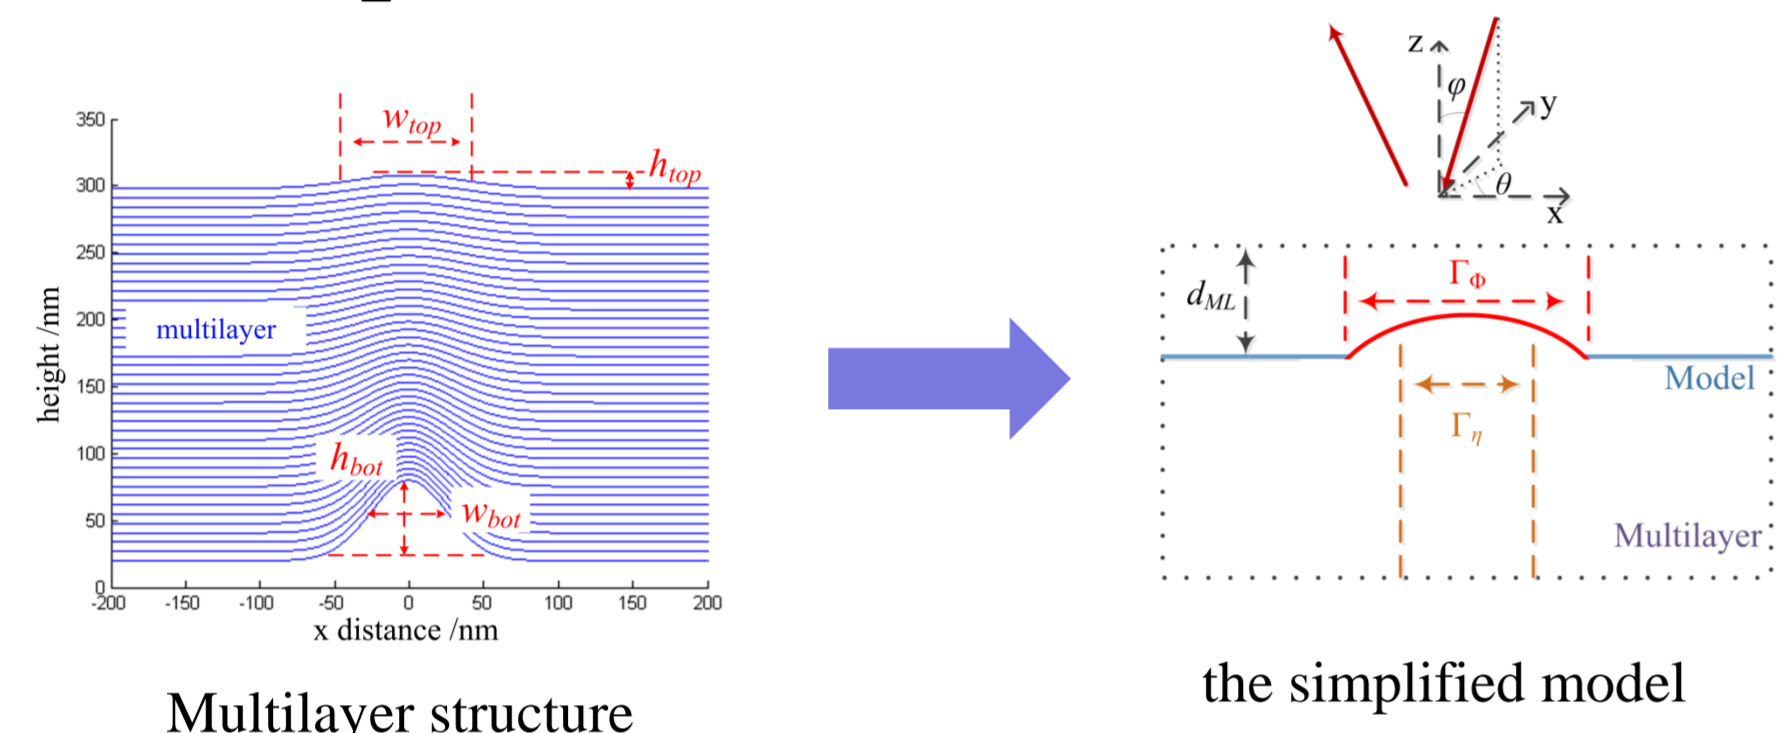 350
300
250
200
150
100
50
0
-200
-150
-100
-50
0
50
100
150
200
height /nm
x distance /nm
w_top
h_top
multilayer
h_bot
w_bot
Multilayer structure
z
φ
y
θ
x
d_ML
Γ_Φ
Model
Γ_η
Multilayer
the simplified model